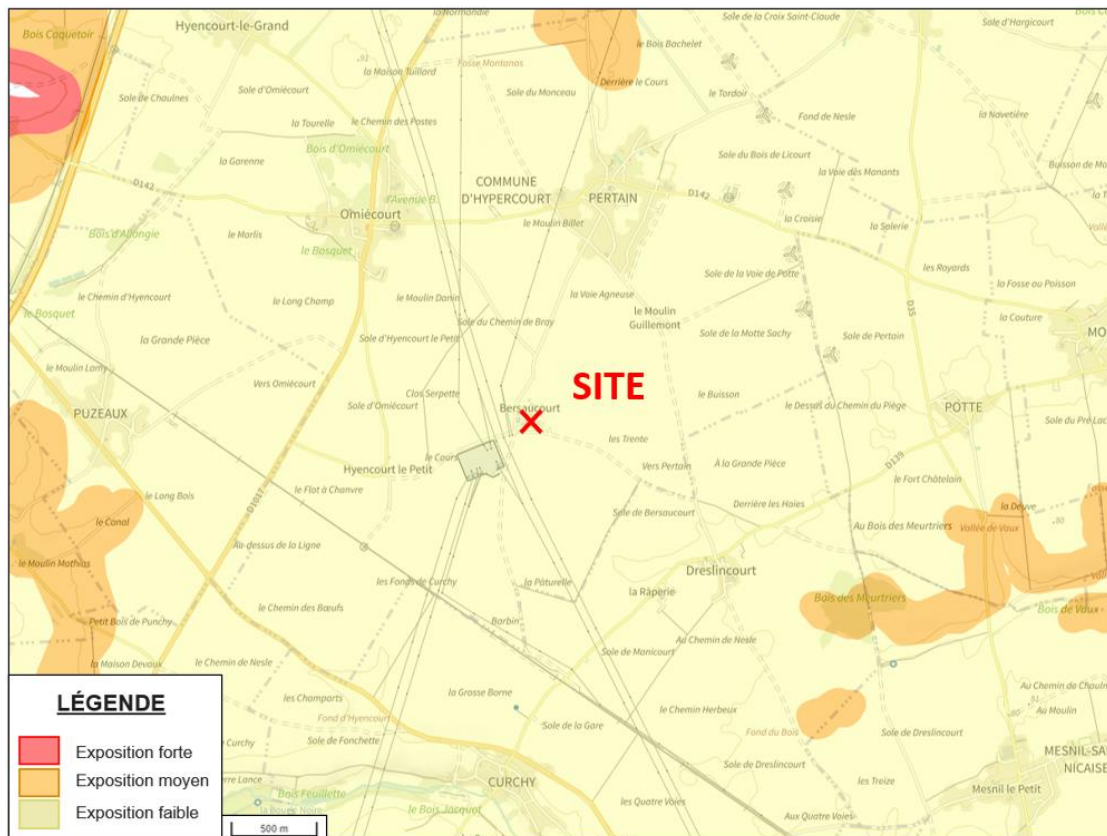 la Normandie
Bois Caquetoir
Hyencourt-le-Grand
Sole de la Croix Saint-Claude
Sole d'Hargicourt
le Bois Bachelet
la Maison Tuillard
Fosse Montanas
Derrière le Cours
Sole de Chaulnes
Sole d'Omiécourt
Sole du Monceau
le Tordoir
la Tourelle
le Chemin des Postes
Fond de Nesle
la Navetière
Bois d'Omiécourt
Sole du Bois de Licourt
la Garenne
la Voie des Manants
D142
COMMUNE
D'HYPERCOURT
PERTAIN
D142
l'Avenue B.
Omiécourt
le Moulin Billet
la Croisie
la Solerie
Bois d'Allongie
le Marlis
le Bosquet
les Royards
Sole de la Voie de Potte
la Fosse au Poisson
le Chemin d'Hyencourt
le Long Champ
le Moulin Danin
la Voie Agneuse
le Bosquet
le Moulin
Guillemont
D35
la Couture
Sole du Chemin de Bray
Sole de la Motte Sachy
Sole de Pertain
MO
la Grande Pièce
Sole d'Hyencourt le Petit
le Moulin Lamy
Vers Omiécourt
Clos Serpette
SITE
le Buisson
PUZEAUX
Sole d'Omiécourt
Bersaucourt
le Dessus du Chemin du Piège
POTTE
les Trente
le Cours
Hyencourt le Petit
Vers Pertain
À la Grande Pièce
D139
le Long Bois
le Flot à Chanvre
D1017
le Fort Châtelain
Derrière les Haies
le Canal
Sole de Bersaucourt
la Deuve
Au Bois des Meurtriers
Vallée de Vaux
80
Au-dessus de la Ligne
le Moulin Mathias
Dreslincourt
les Fonds de Curchy
la Pâturelle
la Râperie
Bois des Meurtriers
Bois de Vaux
le Chemin des Bœufs
Petit Bois de Punchy
Barbin
Au Chemin de Nesle
la Maison Devaux
le Chemin de Nesle
Sole de Manicourt
LÉGENDE
les Champarts
la Grosse Borne
le Chemin Herbeux
Au Moulin
Fond d'Hyencourt
Sole de la Gare
Fond du Bois
Sole de Dreslincourt
Exposition forte
Curchy
Sole de Fonchette
MESNIL-SA
NICAISE
Exposition moyen
CURCHY
Sole de Dreslincourt
les Treize
Mesnil le Petit
Exposition faible
Bois Feuillette
le Bois Jacquot
les Quatre Voies
Aux Quatre Voies
500 m